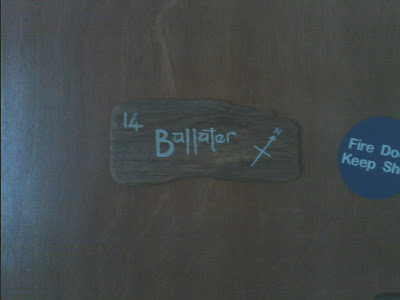 14
Ballater
N
Fire Do
Keep Sh